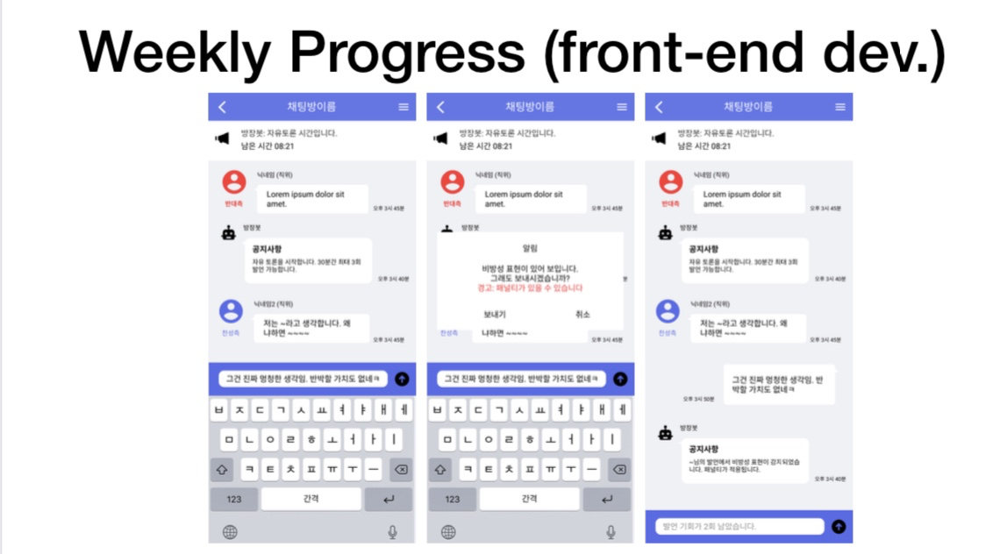 Weekly Progress (front-end dev.)
채팅방이름
방장봇: 자유토론 시간입니다.
남은 시간 08:21
닉네임 (직위)
Lorem ipsum dolor sit
amet.
반대측
오후 3시 45분
방장봇
공지사항
자유 토론을 시작합니다. 30분간 최대 3회
발언 가능합니다.
오후 3시 40분
닉네임2 (직위)
저는 ~라고 생각합니다. 왜
냐하면 ~~~~
찬성측
오후 3시 45분
그건 진짜 멍청한 생각임. 반박할 가치도 없네ㅋ
ㅂ ㅈ ㄷ ㄱ ㅅ ㅛ ㅕ ㅑ ㅐ ㅔ
ㅁ ㄴ ㅇ ㄹ ㅎ ㅗ ㅓ ㅏ ㅣ
ㅋ ㅌ ㅊ ㅍ ㅠ ㅜ ㅡ
123 간격
채팅방이름
방장봇: 자유토론 시간입니다.
남은 시간 08:21
닉네임 (직위)
Lorem ipsum dolor sit
amet.
반대측
오후 3시 45분
방장봇
알림
비방성 표현이 있어 보입니다.
그래도 보내시겠습니까?
경고: 패널티가 있을 수 있습니다
분
보내기 취소
찬성측
냐하면 ~~~~
오후 3시 45분
그건 진짜 멍청한 생각임. 반박할 가치도 없네ㅋ
ㅂ ㅈ ㄷ ㄱ ㅅ ㅛ ㅕ ㅑ ㅐ ㅔ
ㅁ ㄴ ㅇ ㄹ ㅎ ㅗ ㅓ ㅏ ㅣ
ㅋ ㅌ ㅊ ㅍ ㅠ ㅜ ㅡ
123 간격
채팅방이름
방장봇: 자유토론 시간입니다.
남은 시간 08:21
닉네임 (직위)
Lorem ipsum dolor sit
amet.
반대측
오후 3시 45분
방장봇
공지사항
자유 토론을 시작합니다. 30분간 최대 3회
발언 가능합니다.
오후 3시 40분
닉네임2 (직위)
저는 ~라고 생각합니다. 왜
냐하면 ~~~~
찬성측
오후 3시 45분
그건 진짜 멍청한 생각임. 반
박할 가치도 없네ㅋ
오후 3시 50분
방장봇
공지사항
~님의 발언에서 비방성 표현이 감지되었습
니다. 패널티가 적용됩니다.
오후 3시 40분
발언 기회가 2회 남았습니다.